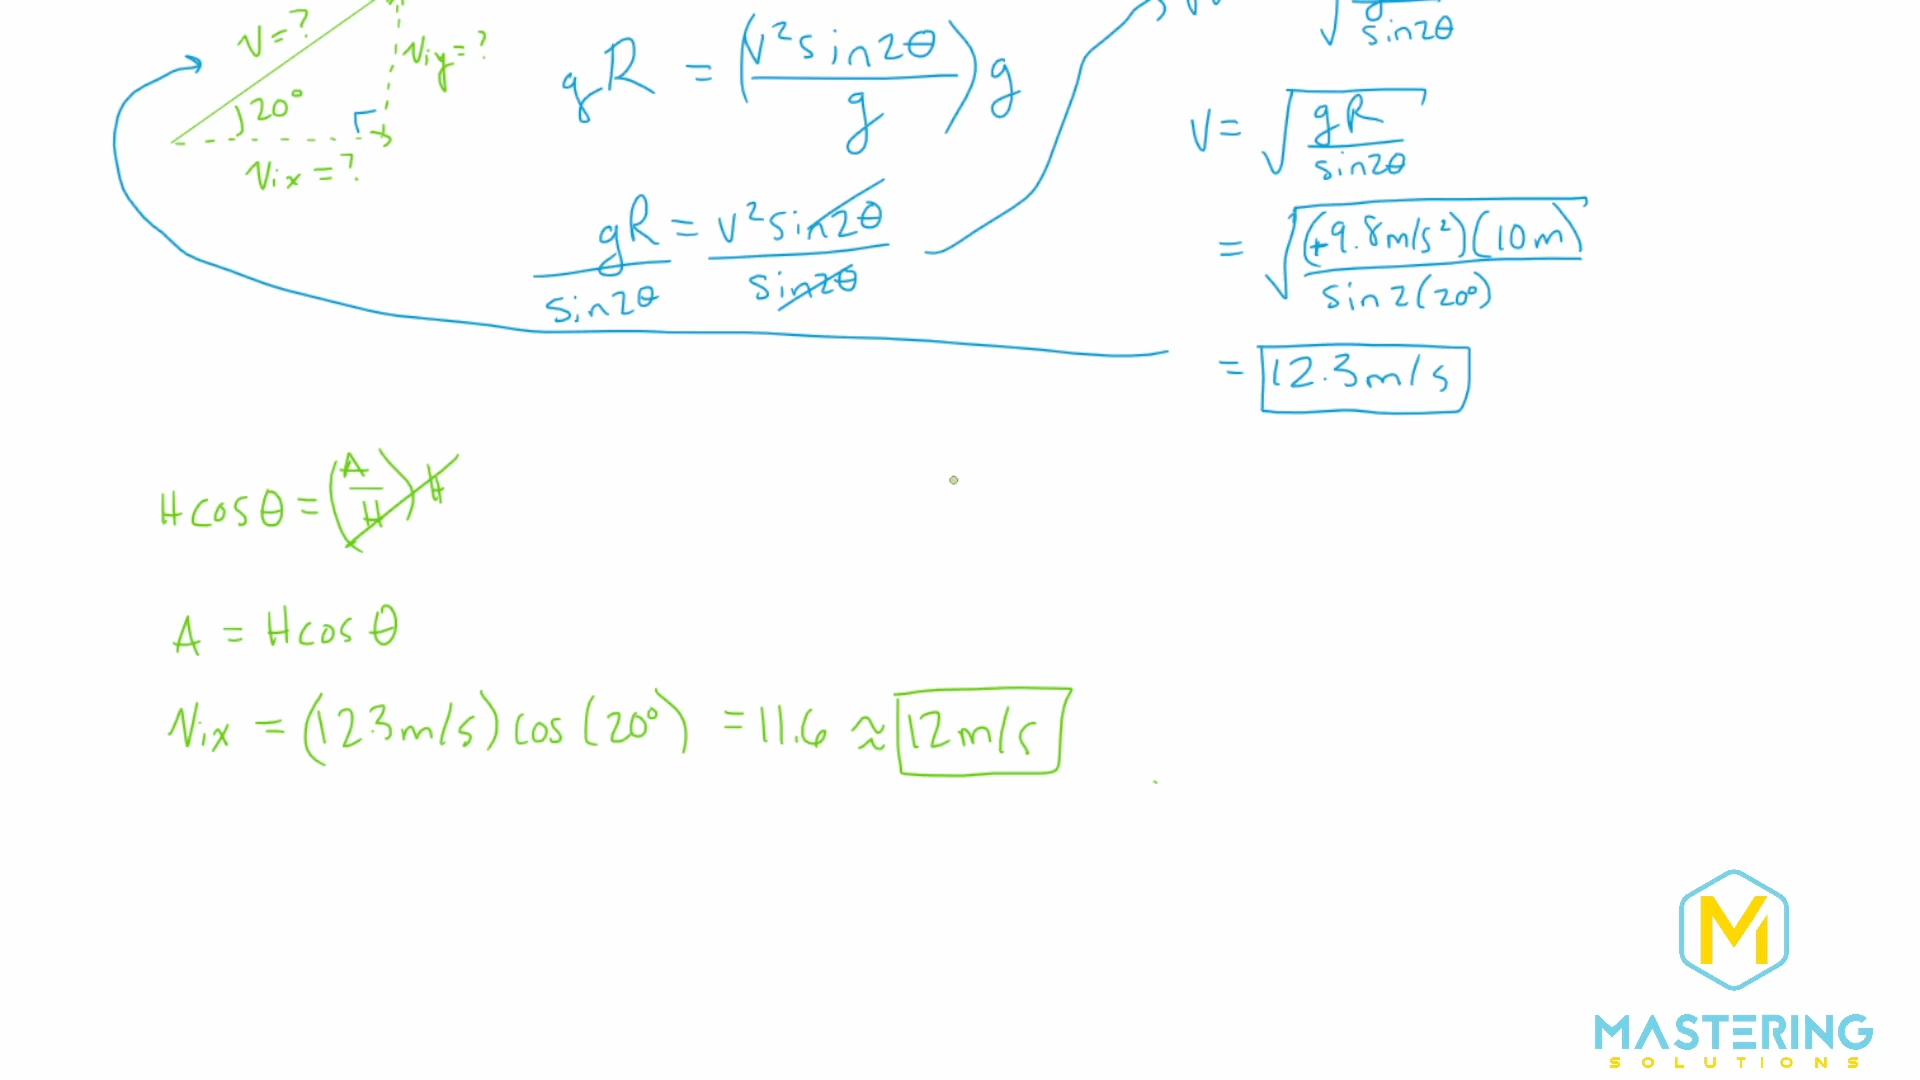 V = ?
Viy = ?
20°
Vix = ?
gR = (v²sin2θ / g) g
gR / sin2θ = v²sin2θ / sin2θ
sin2θ
V = √(gR / sin2θ)
= √((+9.8m/s²)(10m) / sin2(20°))
= 12.3m/s
Hcosθ = (A / H) H
A = Hcosθ
Vix = (12.3m/s) cos (20°) = 11.6 ≈ 12m/s
M
MASTERING
SOLUTIONS